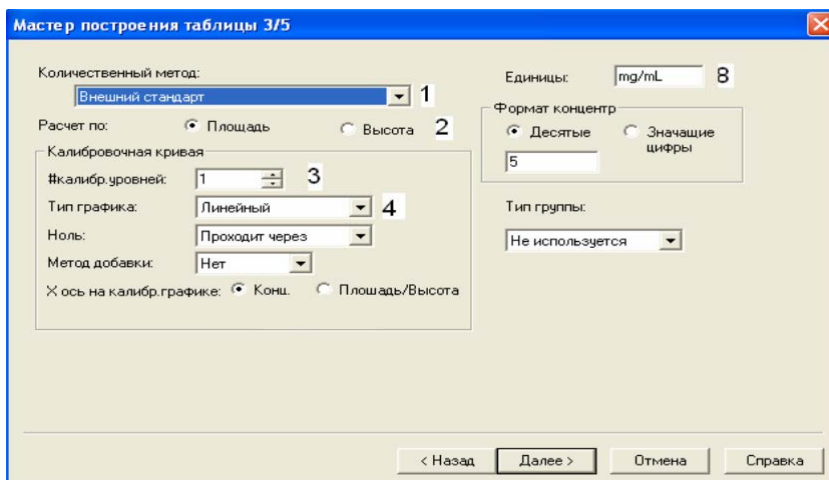 Мастер построения таблицы 3/5
Количественный метод:
Внешний стандарт 1
Расчет по: Площадь Высота 2
Калибровочная кривая
#калибр.уровней: 1 3
Тип графика: Линейный 4
Ноль: Проходит через
Метод добавки: Нет
X ось на калибр.графике: Конц. Плошадь/Высота
Единицы: mg/mL 8
Формат концентр
Десятые Значащие
цифры
5
Тип группы:
Не используется
< Назад Далее > Отмена Справка